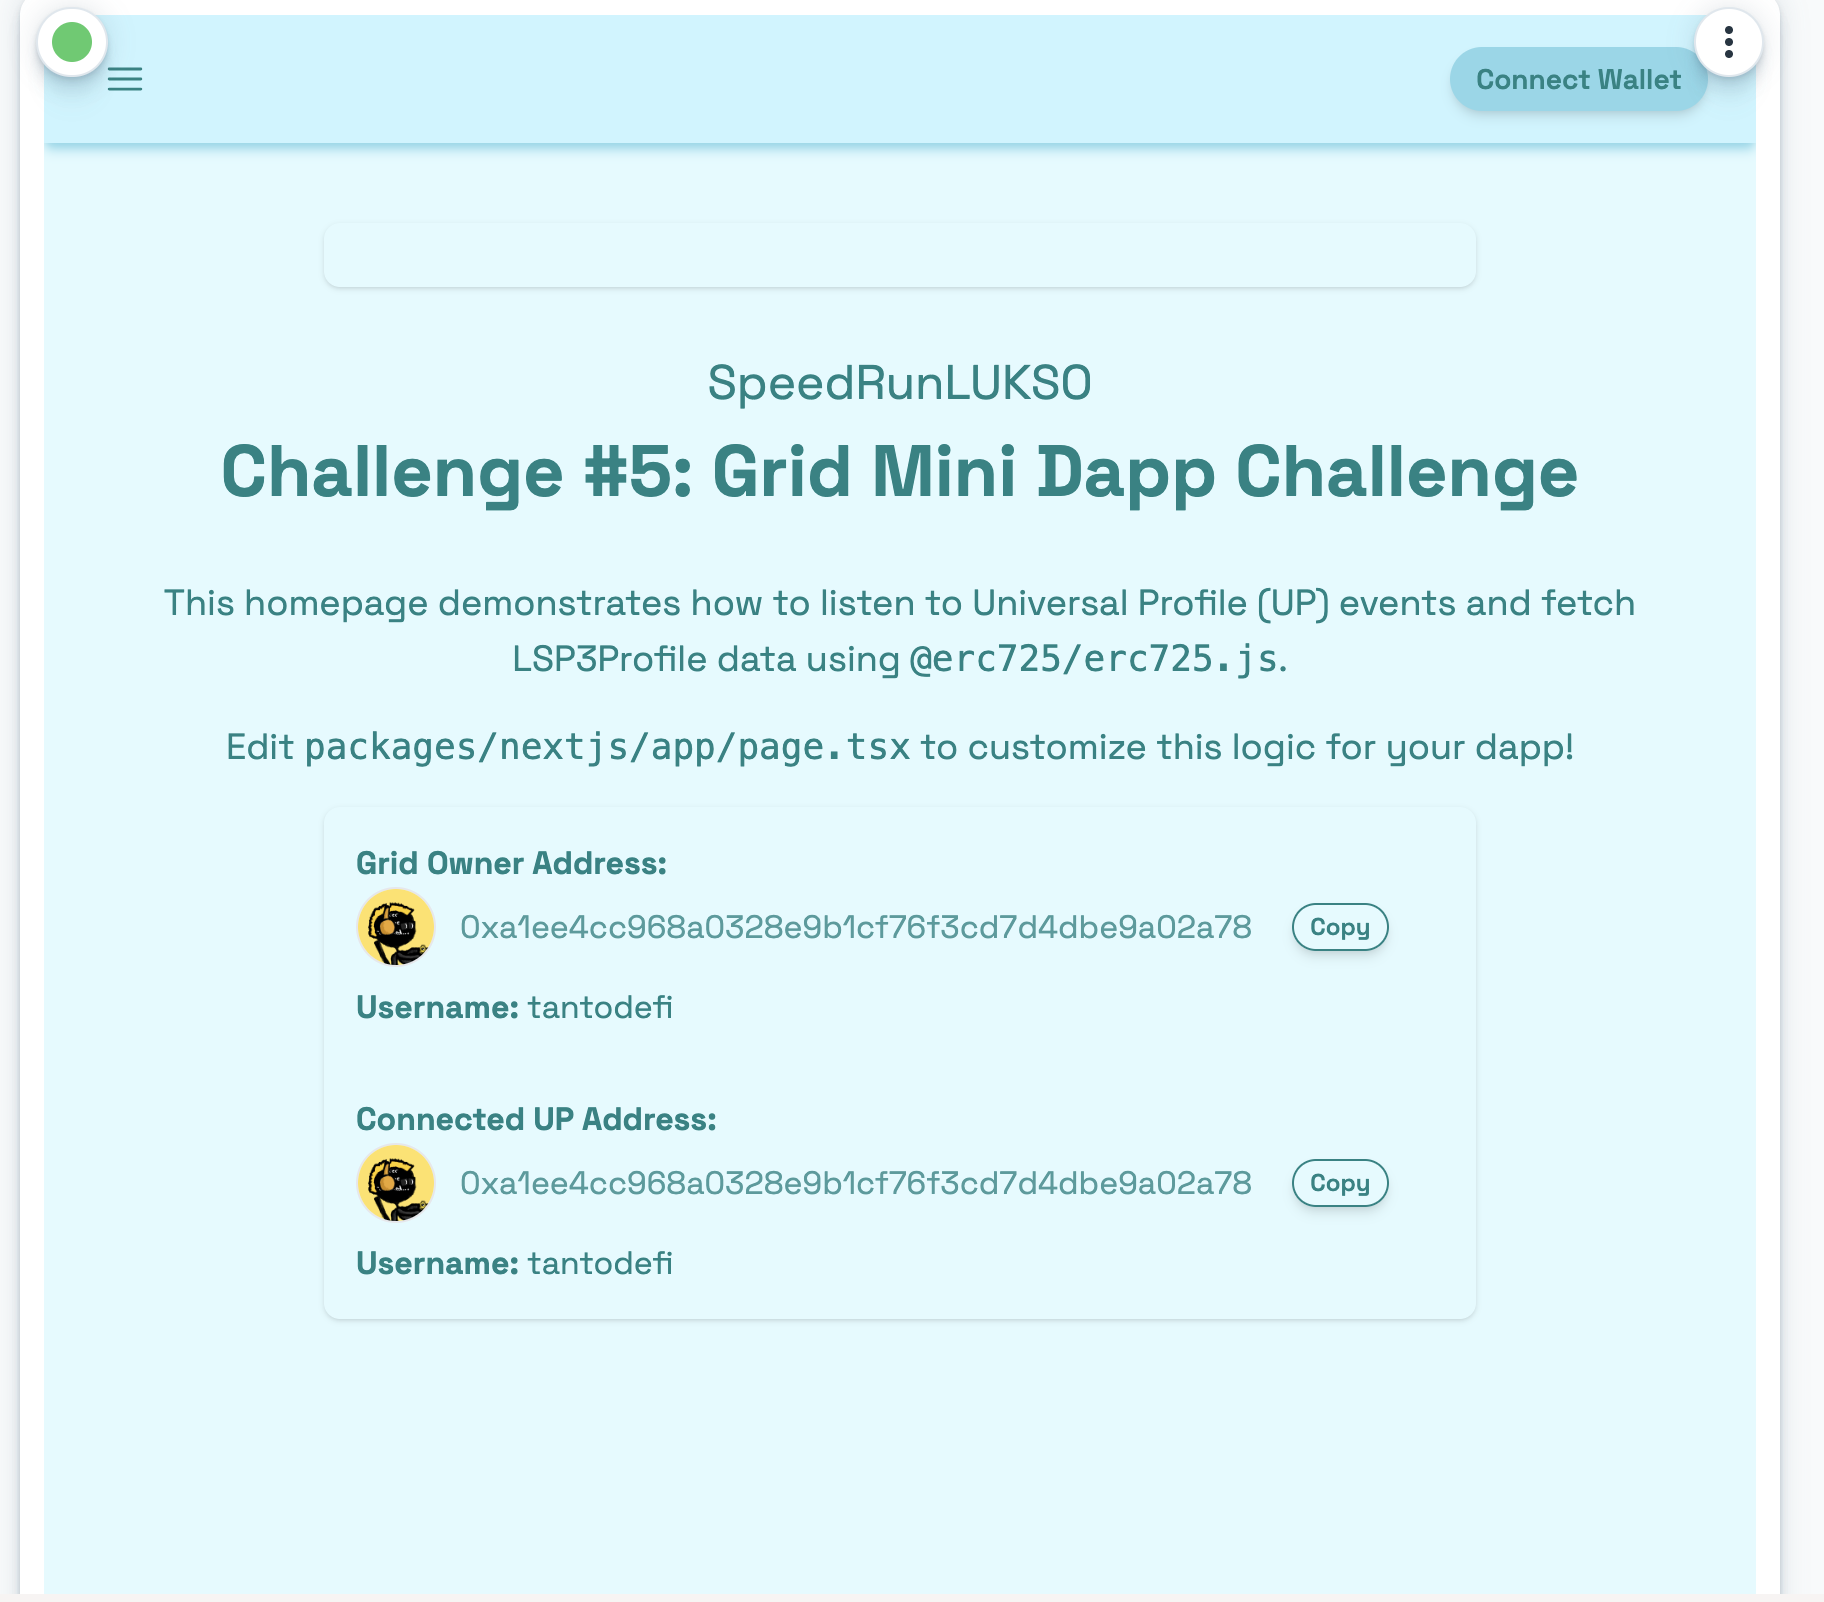 Connect Wallet
SpeedRunLUKSO
Challenge #5: Grid Mini Dapp Challenge
This homepage demonstrates how to listen to Universal Profile (UP) events and fetch
LSP3Profile data using @erc725/erc725.js.
Edit packages/nextjs/app/page.tsx to customize this logic for your dapp!
Grid Owner Address:
0xa1ee4cc968a0328e9b1cf76f3cd7d4dbe9a02a78 Copy
Username: tantodefi
Connected UP Address:
0xa1ee4cc968a0328e9b1cf76f3cd7d4dbe9a02a78 Copy
Username: tantodefi